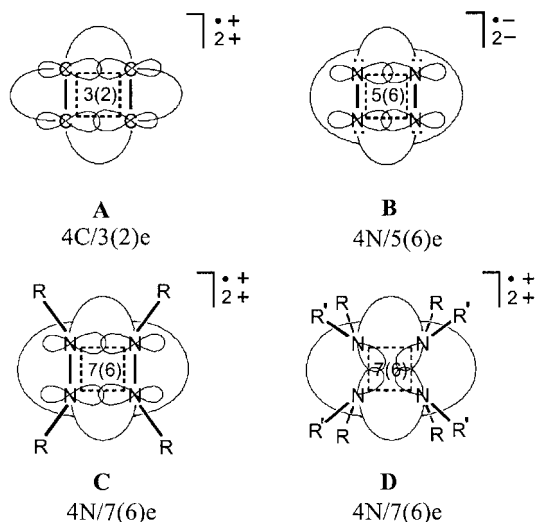 •+
2+
C C
3(2)
C C
A
4C/3(2)e
•−
2−
N N
5(6)
N N
B
4N/5(6)e
•+
2+
R R
N N
7(6)
N N
R R
C
4N/7(6)e
•+
2+
R' R R R'
N N
7(6)
N N
R' R R R'
D
4N/7(6)e